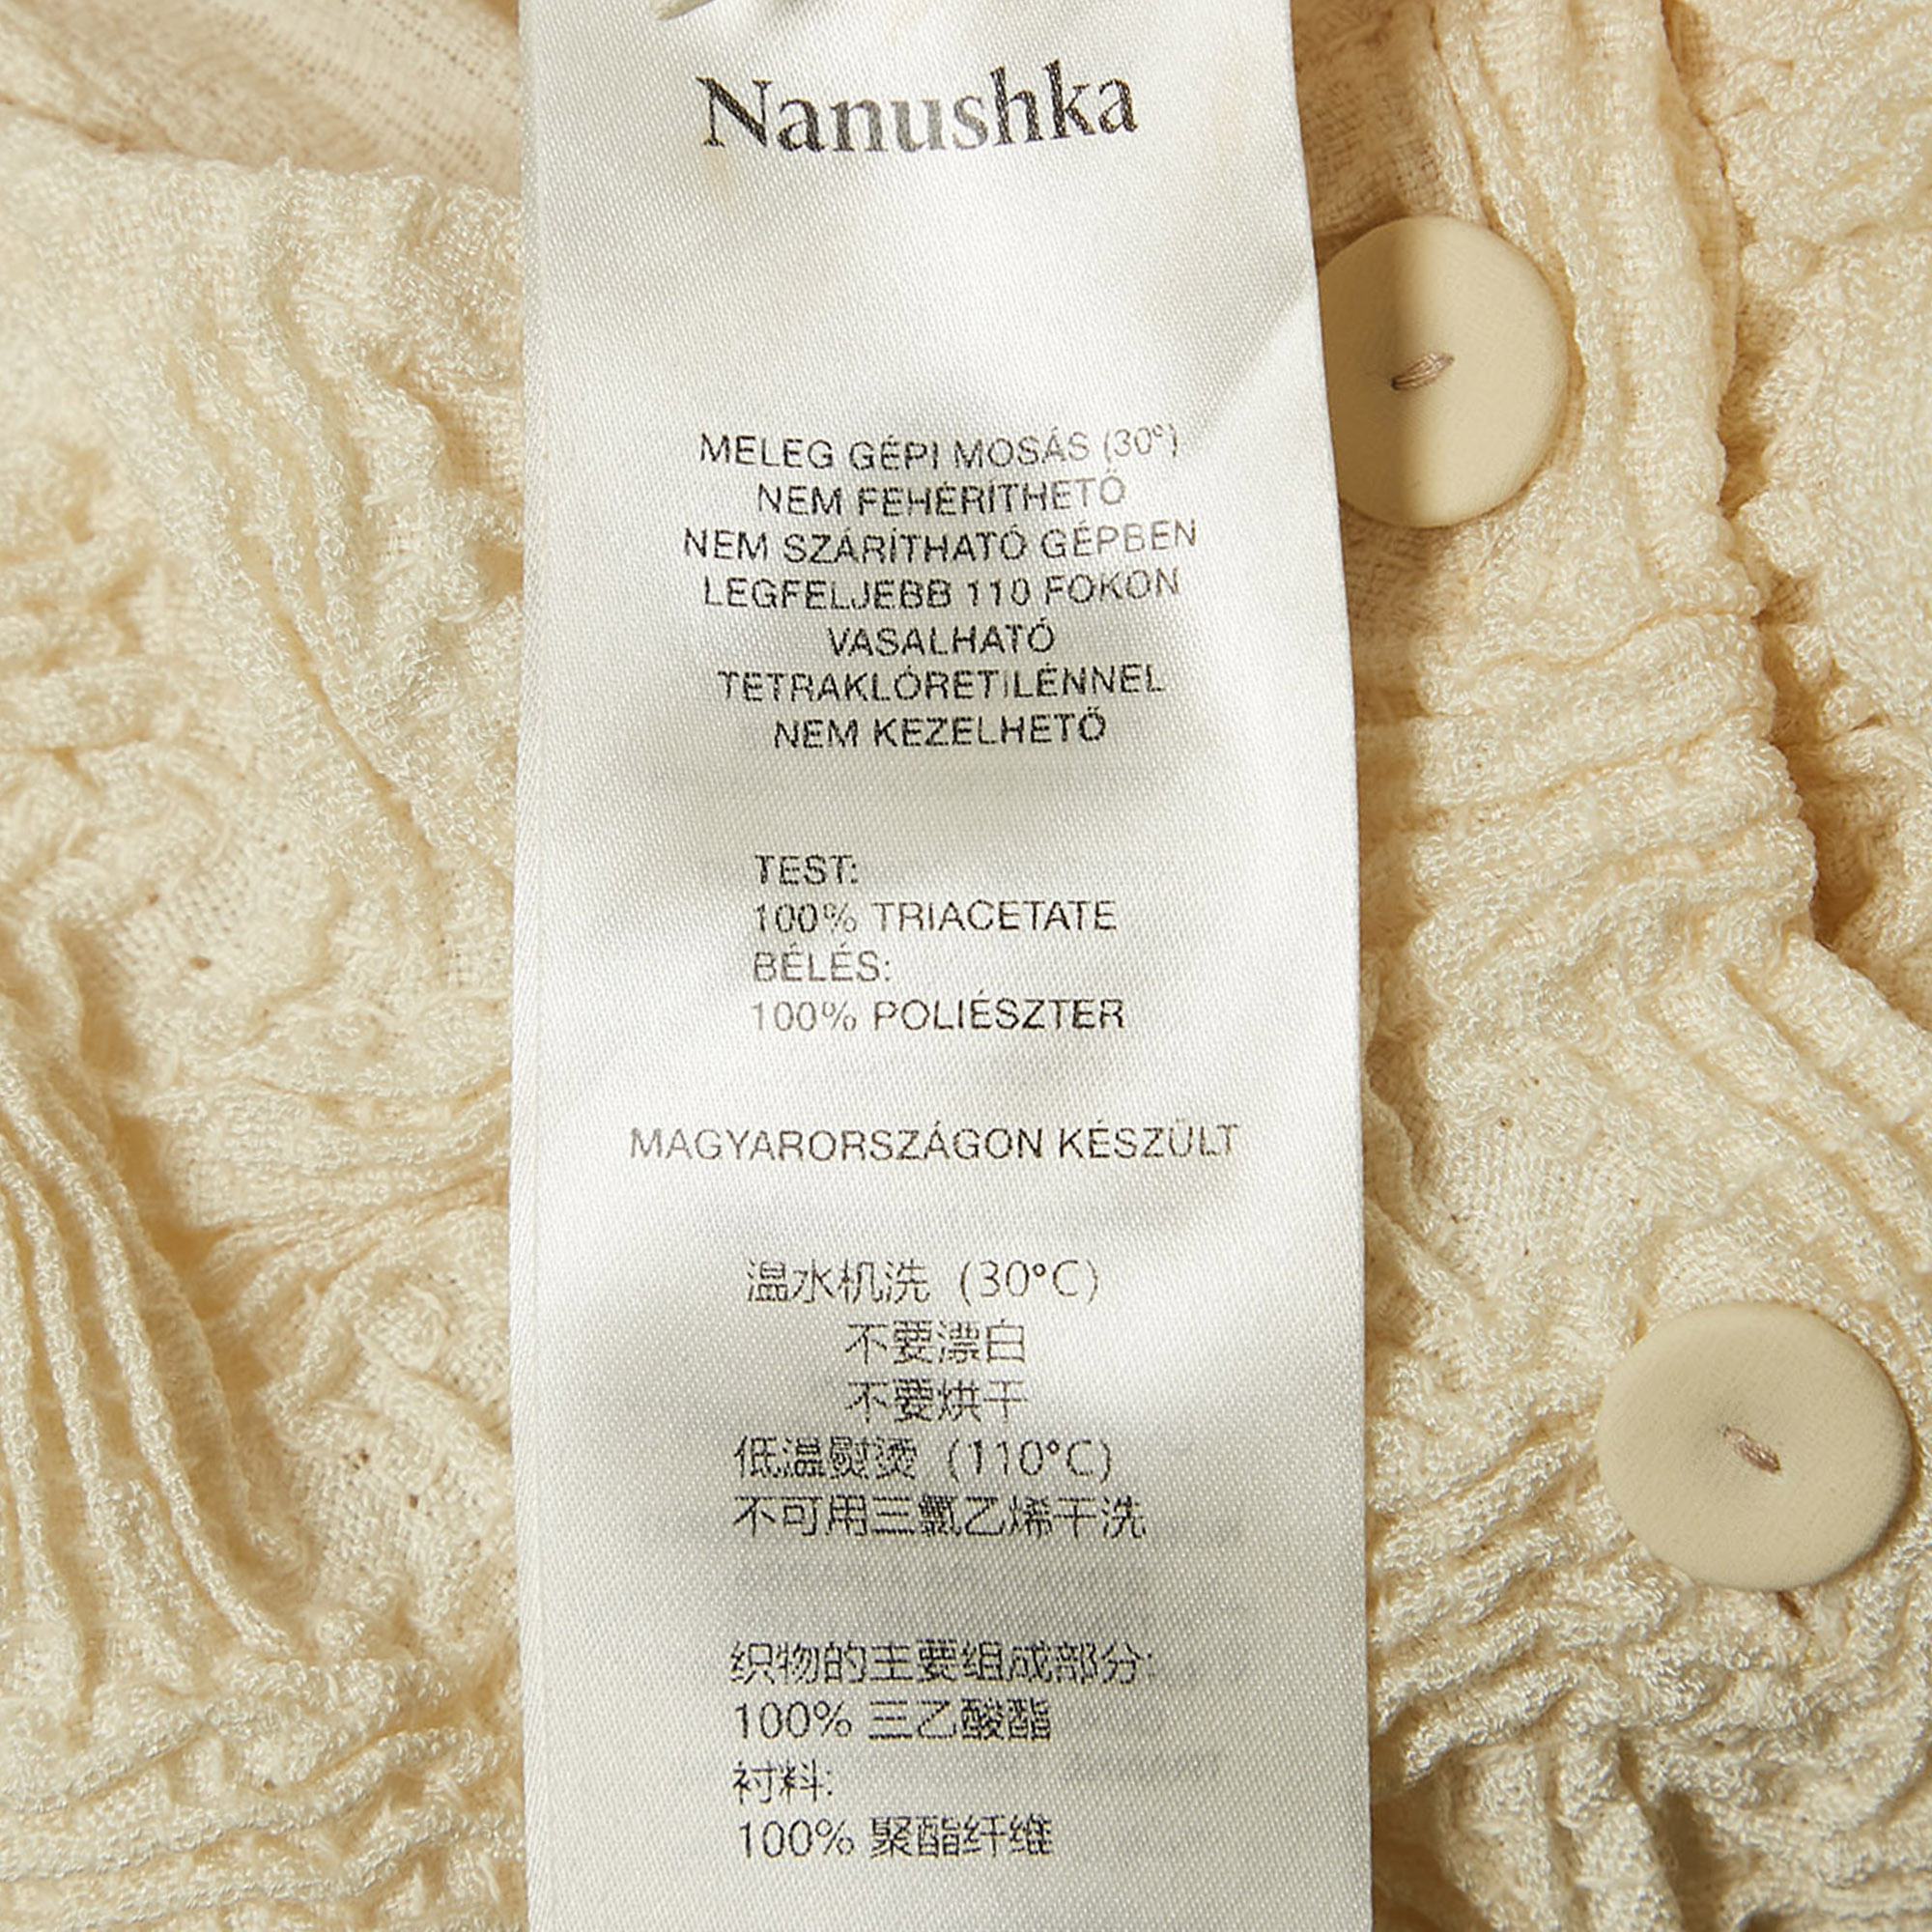 Nanushka
MELEG GÉPI MOSÁS (30°)
NEM FEHÉRÍTHETŐ
NEM SZÁRÍTHATÓ GÉPBEN
LEGFELJEBB 110 FOKON
VASALHATÓ
TETRAKLÓRETILÉNNEL
NEM KEZELHETŐ
TEST:
100% TRIACETATE
BÉLÉS:
100% POLIÉSZTER
MAGYARORSZÁGON KÉSZÜLT
温水机洗 (30°C)
不要漂白
不要烘干
低温熨烫 (110°C)
不可用三氯乙烯干洗
织物的主要组成部分:
100% 三乙酸酯
衬料:
100% 聚酯纤维